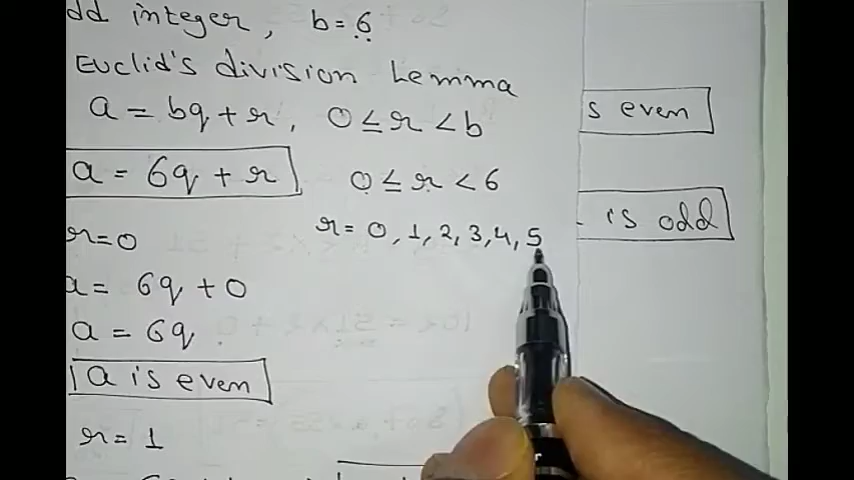 dd integer, b = 6
Euclid's division Lemma
a = bq + r, 0 ≤ r < b
a = 6q + r
0 ≤ r < 6
r = 0, 1, 2, 3, 4, 5
r = 0
a = 6q + 0
a = 6q
a is even
r = 1
s even
is odd